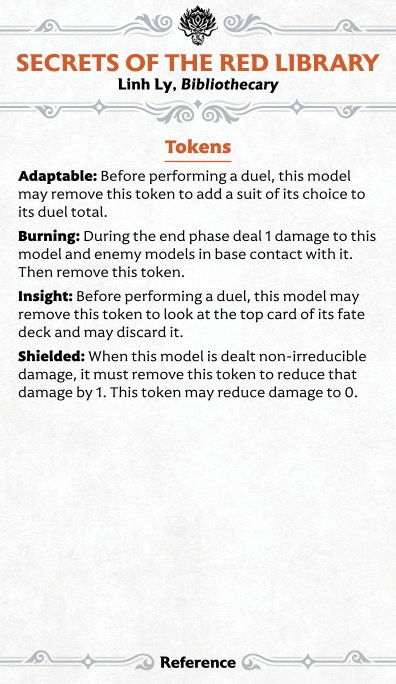 SECRETS OF THE RED LIBRARY
Linh Ly, Bibliothecary
Tokens
Adaptable: Before performing a duel, this model
may remove this token to add a suit of its choice to
its duel total.
Burning: During the end phase deal 1 damage to this
model and enemy models in base contact with it.
Then remove this token.
Insight: Before performing a duel, this model may
remove this token to look at the top card of its fate
deck and may discard it.
Shielded: When this model is dealt non-irreducible
damage, it must remove this token to reduce that
damage by 1. This token may reduce damage to 0.
Reference